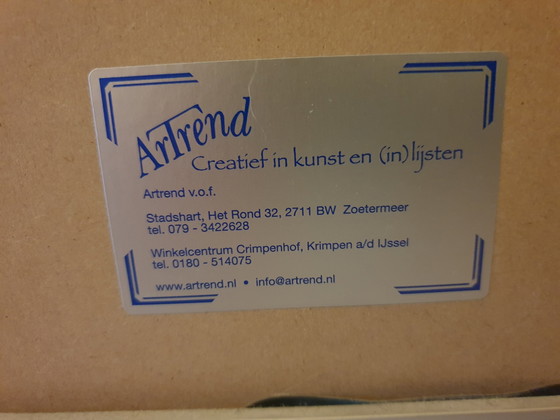 ArTrend
Creatief in kunst en (in)lijsten
Artrend v.o.f.
Stadshart, Het Rond 32, 2711 BW Zoetermeer
tel. 079 - 3422628
Winkelcentrum Crimpenhof, Krimpen a/d IJssel
tel. 0180 - 514075
www.artrend.nl • info@artrend.nl